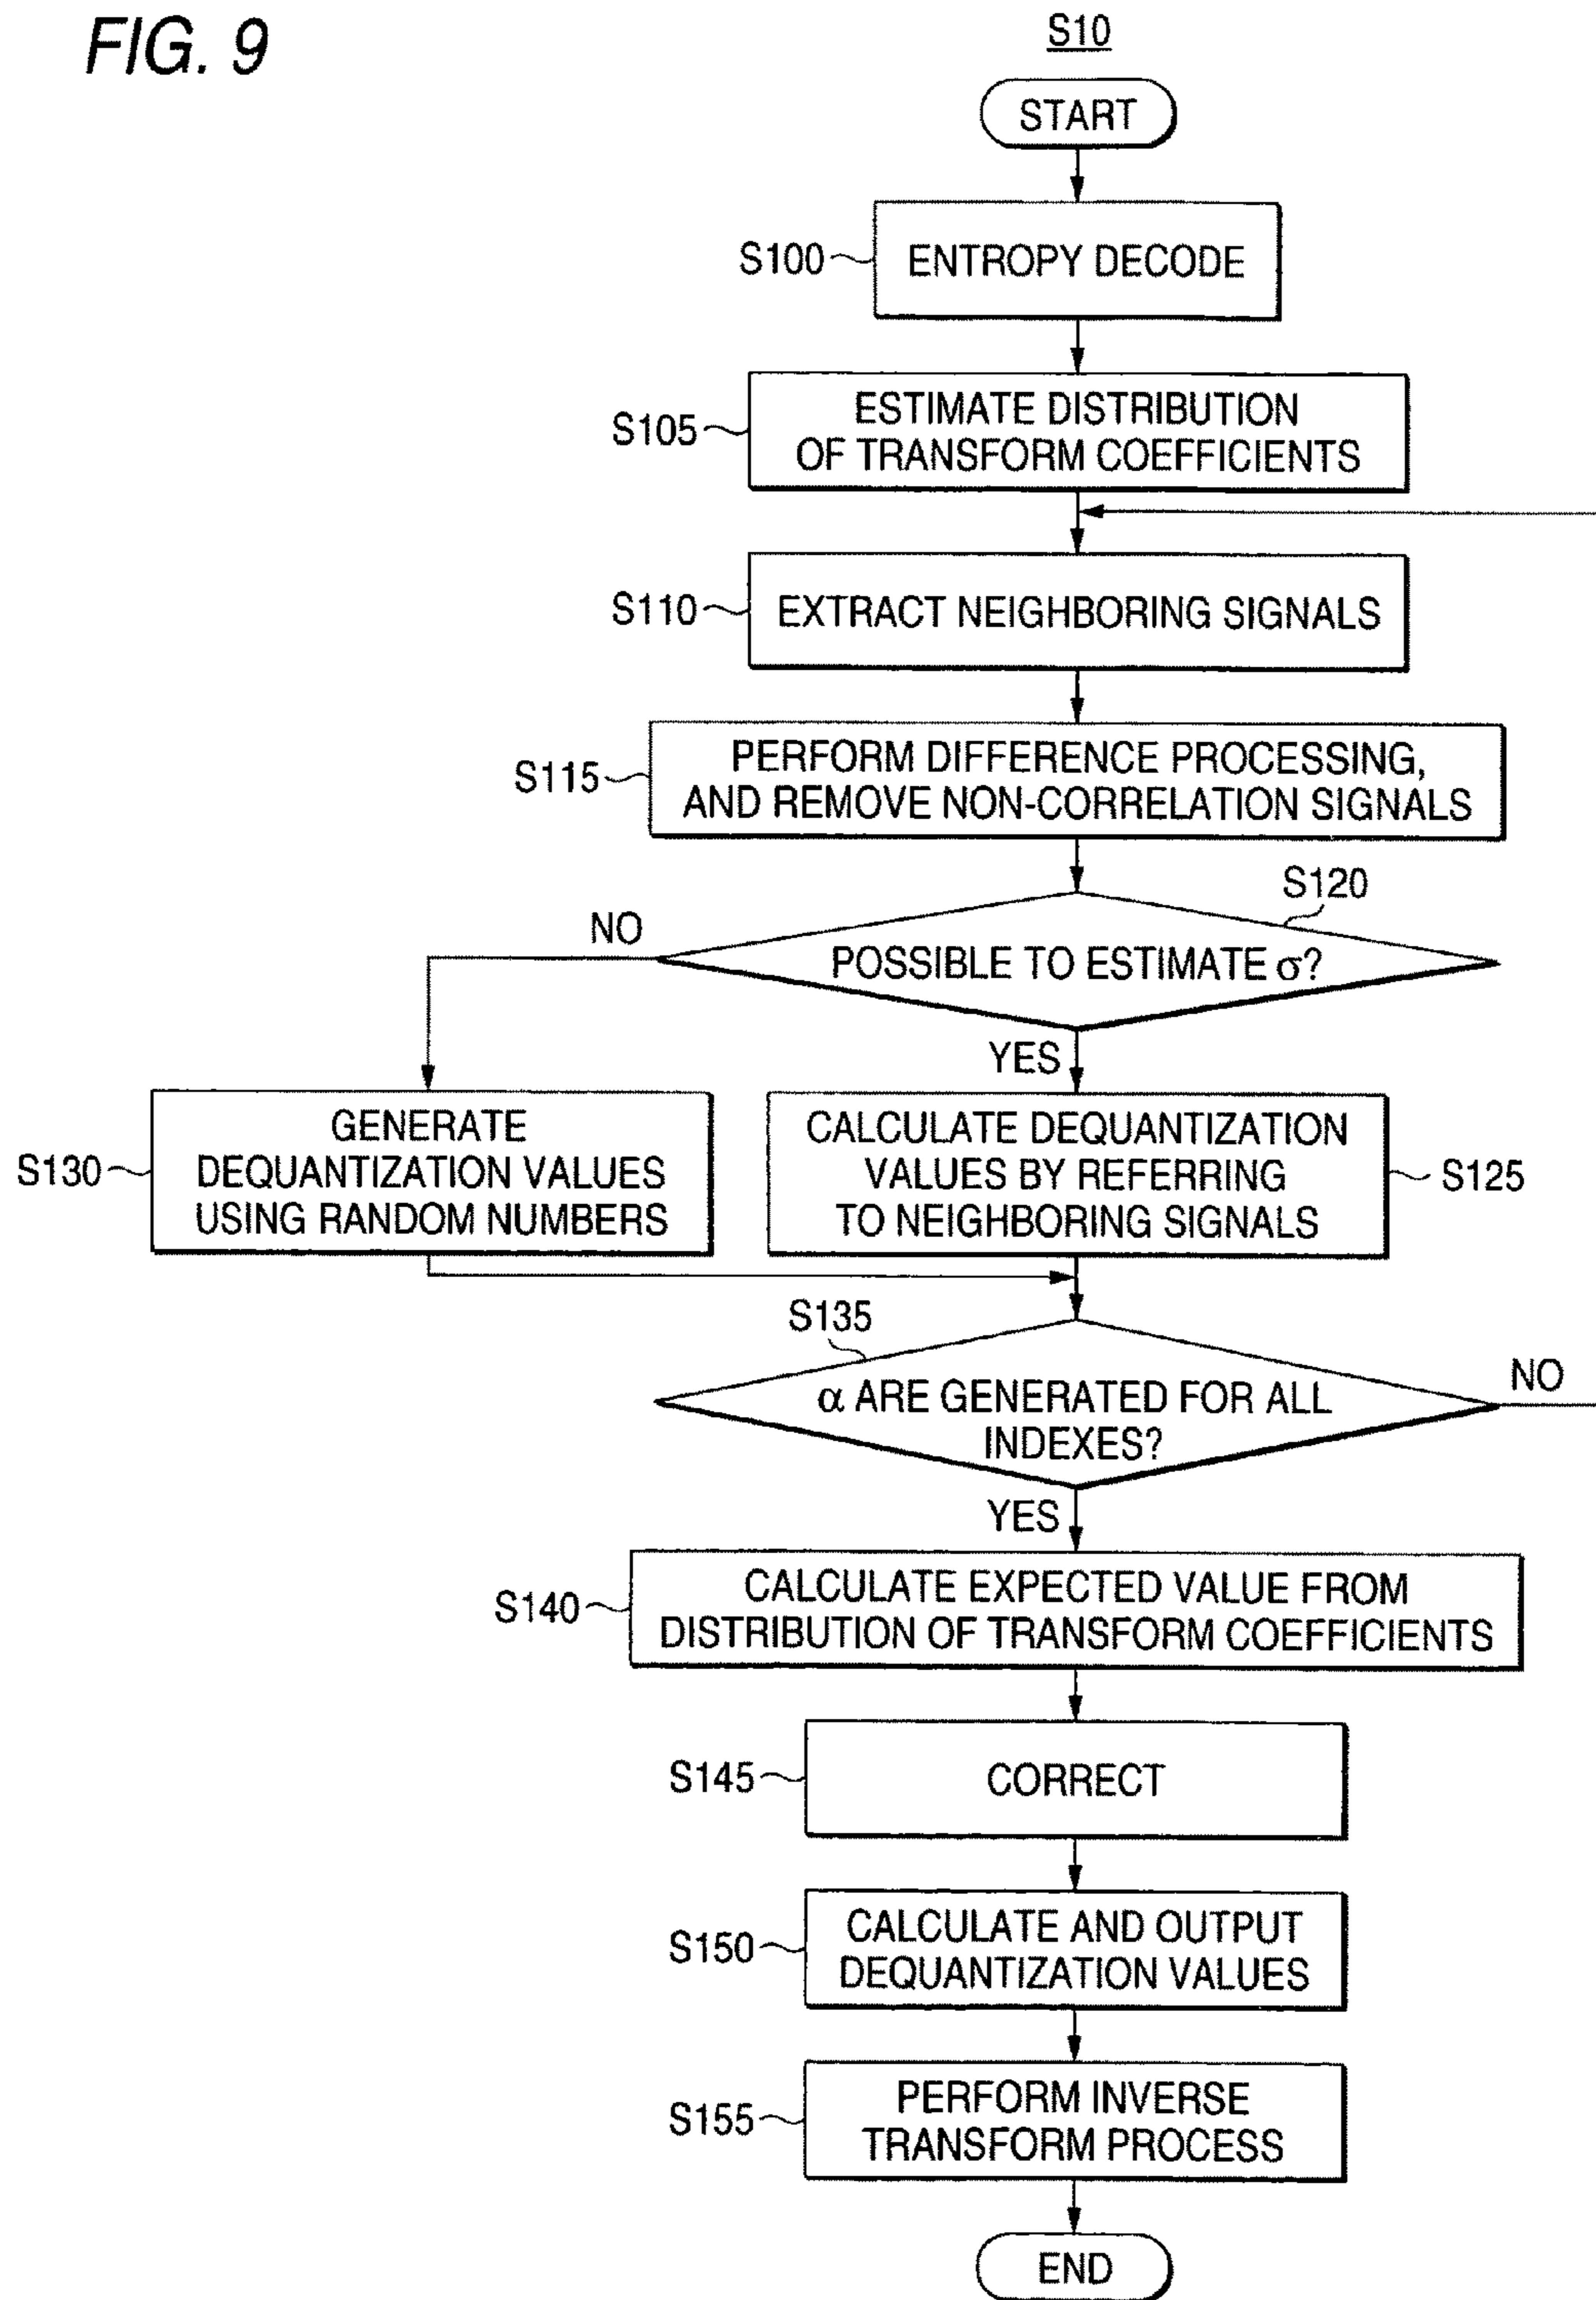 FIG. 9
S10
START
S100
ENTROPY DECODE
S105
ESTIMATE DISTRIBUTION
OF TRANSFORM COEFFICIENTS
S110
EXTRACT NEIGHBORING SIGNALS
S115
PERFORM DIFFERENCE PROCESSING,
AND REMOVE NON-CORRELATION SIGNALS
S120
NO
POSSIBLE TO ESTIMATE σ?
YES
S130
GENERATE
DEQUANTIZATION VALUES
USING RANDOM NUMBERS
CALCULATE DEQUANTIZATION
VALUES BY REFERRING
TO NEIGHBORING SIGNALS
S125
S135
α ARE GENERATED FOR ALL
INDEXES?
NO
YES
S140
CALCULATE EXPECTED VALUE FROM
DISTRIBUTION OF TRANSFORM COEFFICIENTS
S145
CORRECT
S150
CALCULATE AND OUTPUT
DEQUANTIZATION VALUES
S155
PERFORM INVERSE
TRANSFORM PROCESS
END